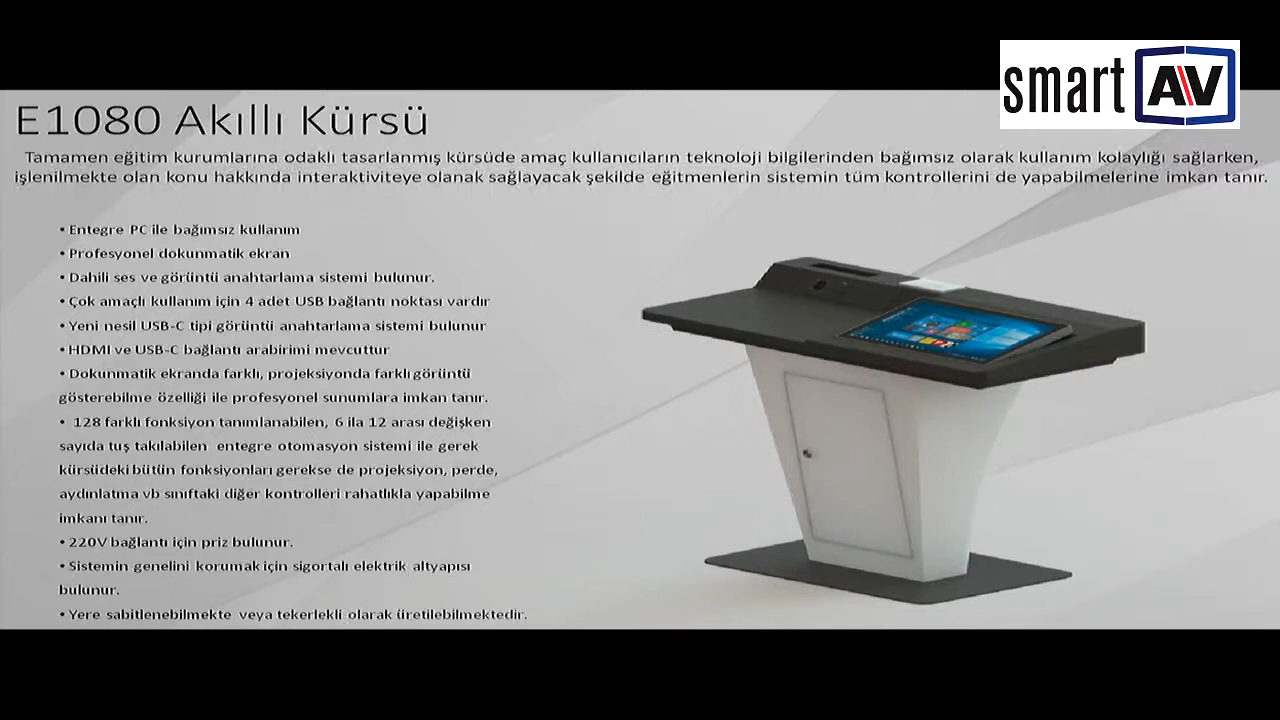 smart AV
E1080 Akıllı Kürsü
Tamamen eğitim kurumlarına odaklı tasarlanmış kürsüde amaç kullanıcıların teknoloji bilgilerinden bağımsız olarak kullanım kolaylığı sağlarken,
işlenilmekte olan konu hakkında interaktiviteye olanak sağlayacak şekilde eğitmenlerin sistemin tüm kontrollerini de yapabilmelerine imkan tanır.
• Entegre PC ile bağımsız kullanım
• Profesyonel dokunmatik ekran
• Dahili ses ve görüntü anahtarlama sistemi bulunur.
• Çok amaçlı kullanım için 4 adet USB bağlantı noktası vardır
• Yeni nesil USB-C tipi görüntü anahtarlama sistemi bulunur
• HDMI ve USB-C bağlantı arabirimi mevcuttur
• Dokunmatik ekranda farklı, projeksiyonda farklı görüntü
gösterebilme özelliği ile profesyonel sunumlara imkan tanır.
• 128 farklı fonksiyon tanımlanabilen, 6 ila 12 arası değişken
sayıda tuş takılabilen entegre otomasyon sistemi ile gerek
kürsüdeki bütün fonksiyonları gerekse de projeksiyon, perde,
aydınlatma vb sınıftaki diğer kontrolleri rahatlıkla yapabilme
imkanı tanır.
• 220V bağlantı için priz bulunur.
• Sistemin genelini korumak için sigortalı elektrik altyapısı
bulunur.
• Yere sabitlenebilmekte veya tekerlekli olarak üretilebilmektedir.